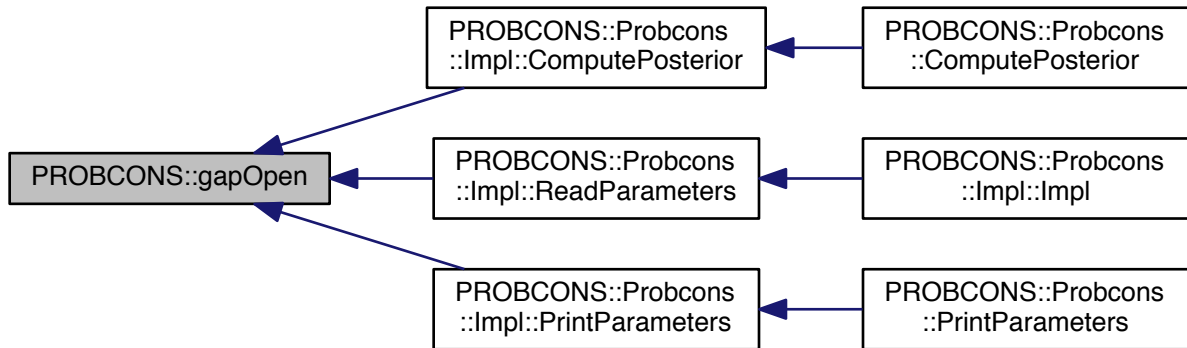 PROBCONS::Probcons
::Impl::ComputePosterior
PROBCONS::Probcons
::ComputePosterior
PROBCONS::gapOpen
PROBCONS::Probcons
::Impl::ReadParameters
PROBCONS::Probcons
::Impl::Impl
PROBCONS::Probcons
::Impl::PrintParameters
PROBCONS::Probcons
::PrintParameters